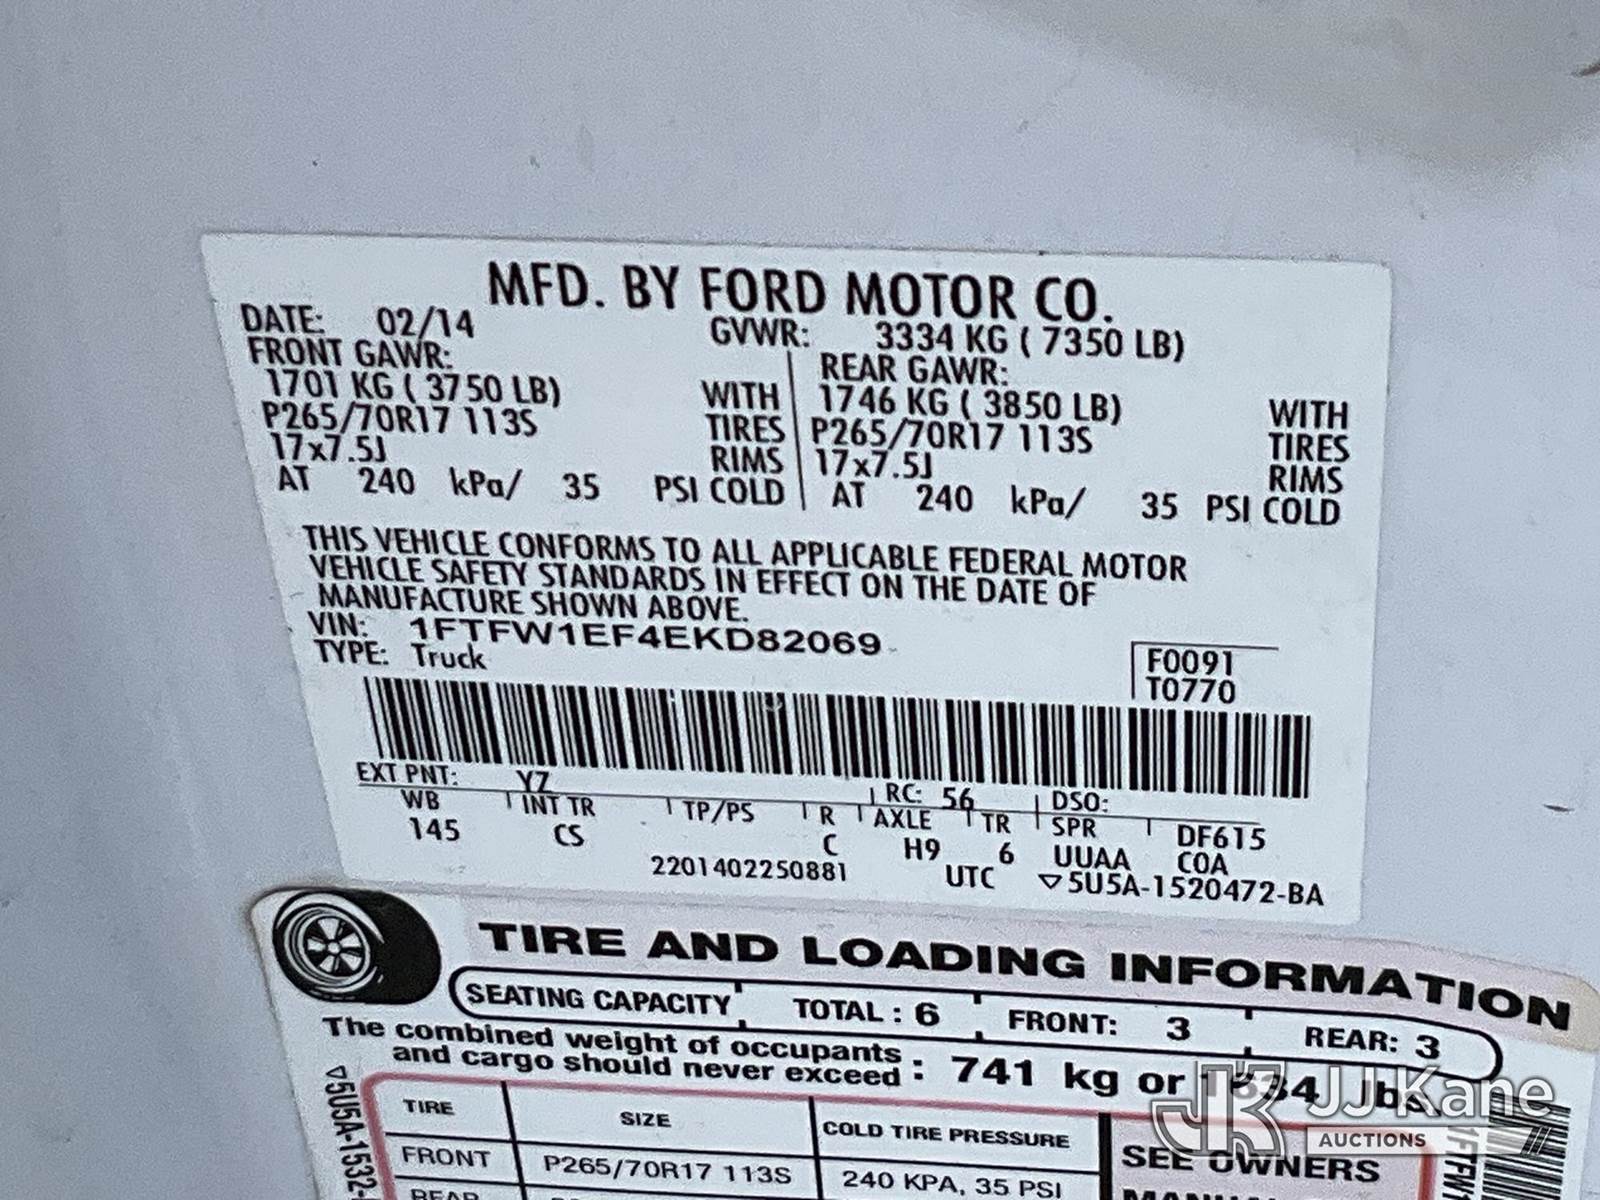 MFD. BY FORD MOTOR CO.
DATE: 02/14 GVWR: 3334 KG ( 7350 LB)
FRONT GAWR: REAR GAWR:
1701 KG ( 3750 LB) WITH 1746 KG ( 3850 LB) WITH
P265/70R17 113S TIRES P265/70R17 113S TIRES
17x7.5J RIMS 17x7.5J RIMS
AT 240 kPa/ 35 PSI COLD AT 240 kPa/ 35 PSI COLD
THIS VEHICLE CONFORMS TO ALL APPLICABLE FEDERAL MOTOR
VEHICLE SAFETY STANDARDS IN EFFECT ON THE DATE OF
MANUFACTURE SHOWN ABOVE.
VIN: 1FTFW1EF4EKD82069
TYPE: Truck
F0091
T0770
EXT PNT: YZ RC: 56 DSO:
WB INT TR TP/PS R AXLE TR SPR DF615
145 CS C H9 6 UUAA COA
2201402250881 UTC ▽5U5A-1520472-BA
TIRE AND LOADING INFORMATION
SEATING CAPACITY TOTAL : 6 FRONT: 3 REAR: 3
The combined weight of occupants
and cargo should never exceed : 741 kg or 1634 lbs.
TIRE SIZE COLD TIRE PRESSURE
FRONT P265/70R17 113S 240 KPA, 35 PSI
SEE OWNERS
REAR
▽5U5A-1532
1FTFW
JJ Kane
AUCTIONS